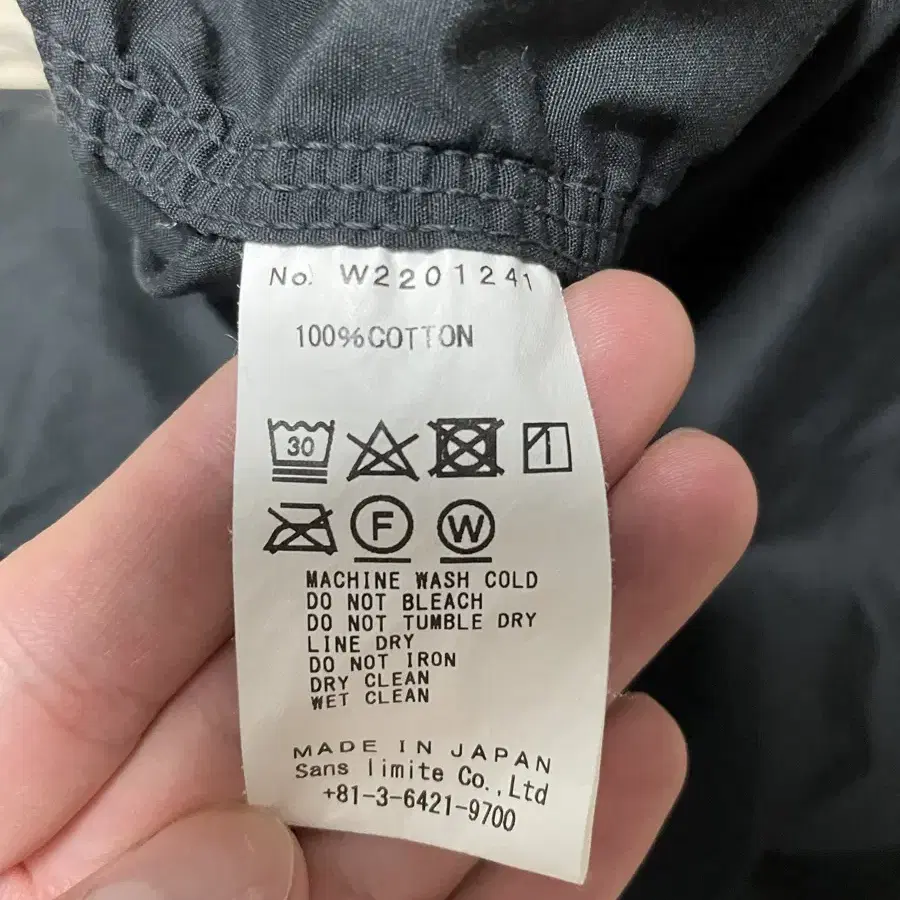 No. W2201241
100%COTTON
30
F W
MACHINE WASH COLD
DO NOT BLEACH
DO NOT TUMBLE DRY
LINE DRY
DO NOT IRON
DRY CLEAN
WET CLEAN
MADE IN JAPAN
Sans limite Co.,Ltd
+81-3-6421-9700